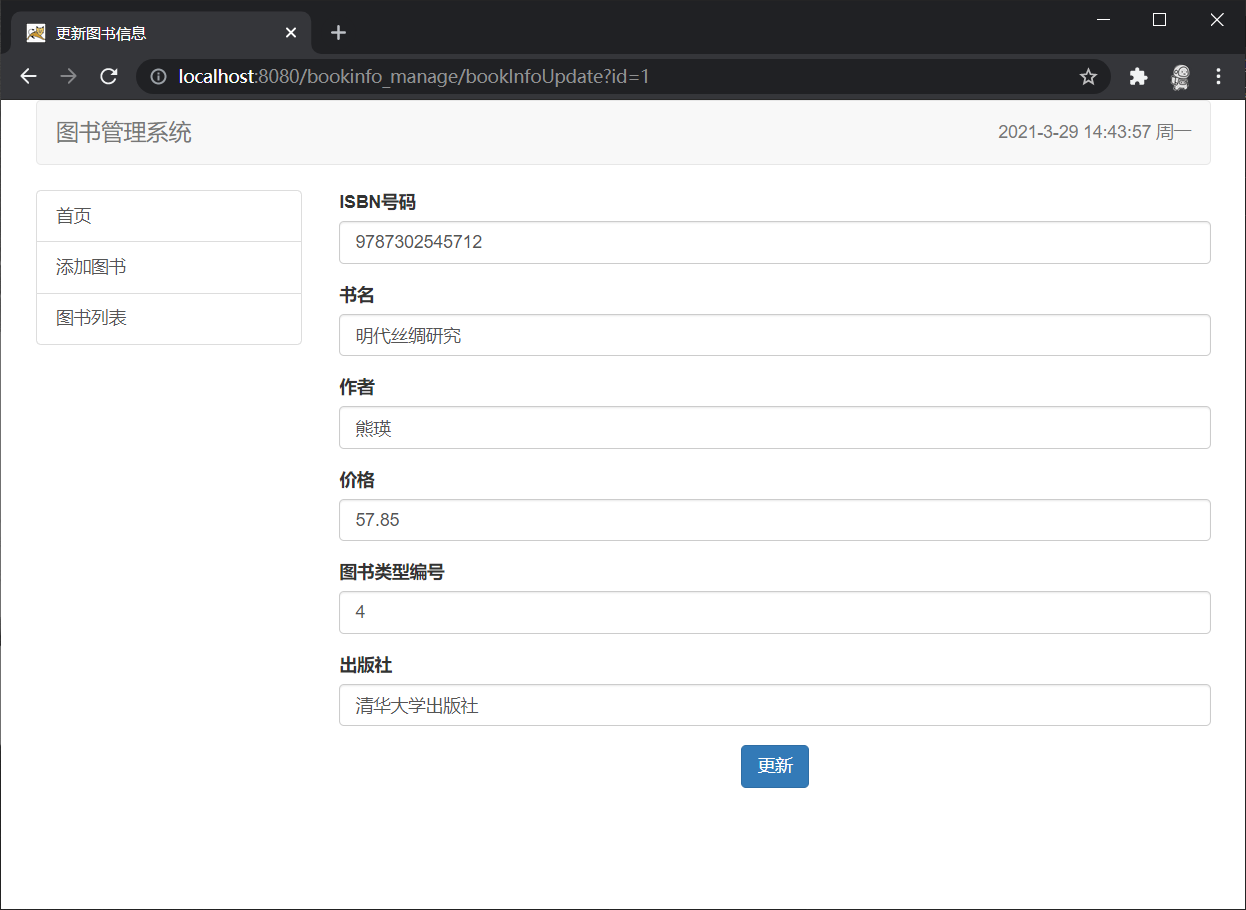 更新图书信息
localhost:8080/bookinfo_manage/bookInfoUpdate?id=1
图书管理系统
2021-3-29 14:43:57 周一
首页
添加图书
图书列表
ISBN号码
9787302545712
书名
明代丝绸研究
作者
熊瑛
价格
57.85
图书类型编号
4
出版社
清华大学出版社
更新